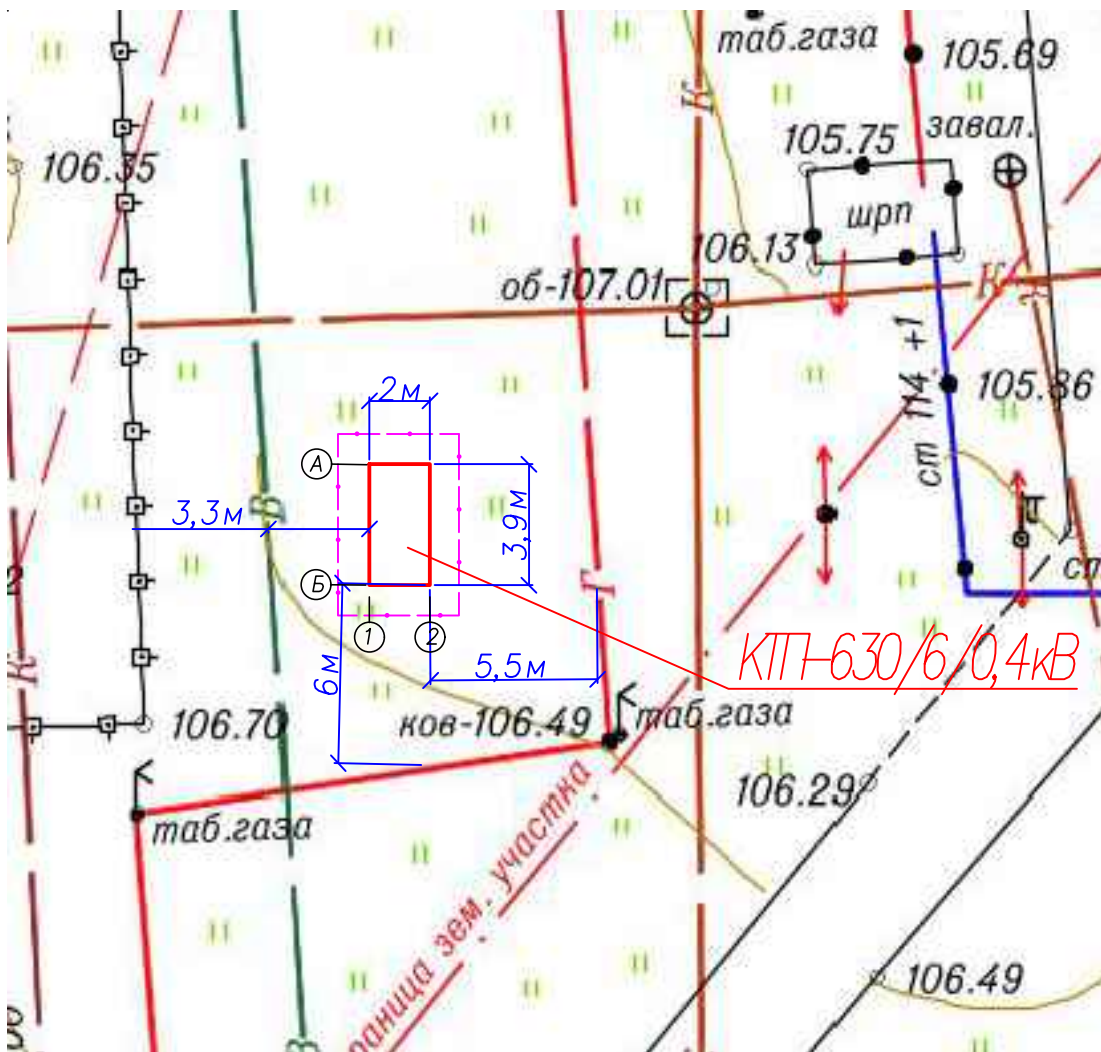 таб.газа
105.69
К
завал.
105.75
106.35
шрп
106.13
об-107.01
К
ст 114 +1
105.86
2м
А
3,3м
В
3,9м
Б
Г
1
2
5,5м
6м
КТП-630/6/0,4кВ
К
106.70
ков-106.49
таб.газа
106.29
таб.газа
раница зем. участка
106.49
В